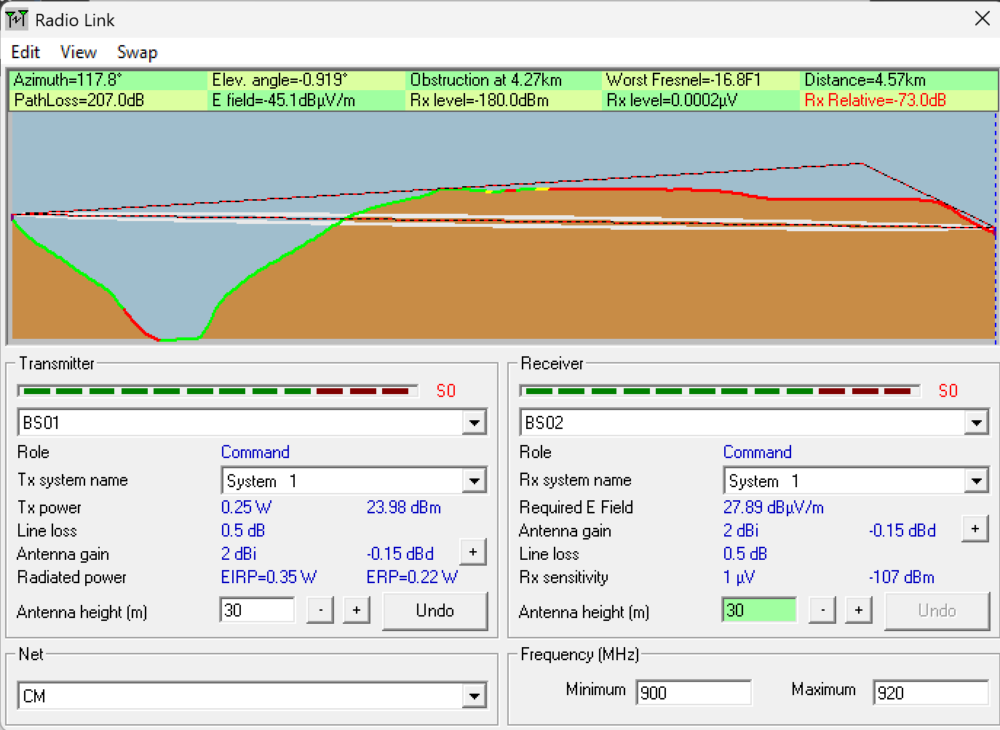 Radio Link
Edit View Swap
Azimuth=117.8° Elev. angle=-0.919° Obstruction at 4.27km Worst Fresnel=-16.8F1 Distance=4.57km
PathLoss=207.0dB E field=-45.1dBµV/m Rx level=-180.0dBm Rx level=0.0002µV Rx Relative=-73.0dB
Transmitter
S0
BS01
Role Command
Tx system name System 1
Tx power 0.25 W 23.98 dBm
Line loss 0.5 dB
Antenna gain 2 dBi -0.15 dBd +
Radiated power EIRP=0.35 W ERP=0.22 W
Antenna height (m) 30 - + Undo
Receiver
S0
BS02
Role Command
Rx system name System 1
Required E Field 27.89 dBµV/m
Antenna gain 2 dBi -0.15 dBd +
Line loss 0.5 dB
Rx sensitivity 1 µV -107 dBm
Antenna height (m) 30 - + Undo
Net
CM
Frequency (MHz)
Minimum 900 Maximum 920